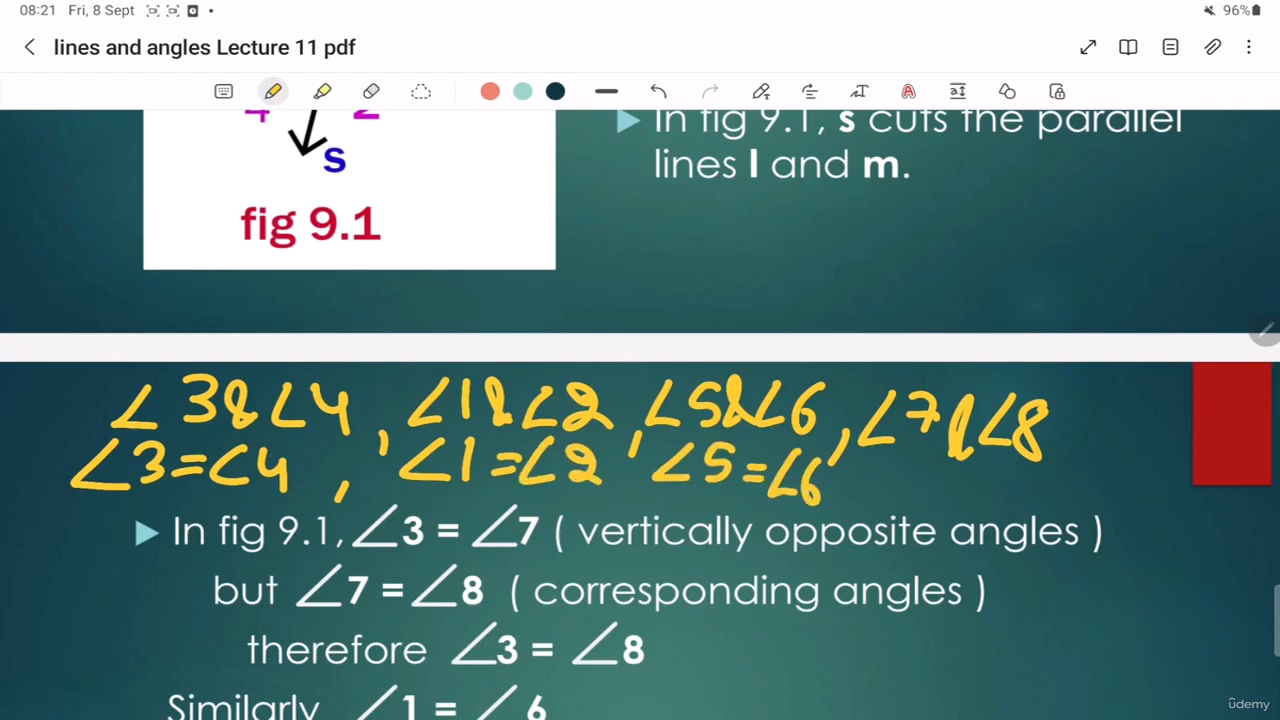 08:21 Fri, 8 Sept 96%
lines and angles Lecture 11 pdf
4 2
s
fig 9.1
In fig 9.1, s cuts the parallel
lines l and m.
∠3&∠4, ∠1&∠2, ∠5&∠6, ∠7&∠8
∠3=∠4, ∠1=∠2, ∠5=∠6,
In fig 9.1, ∠3 = ∠7 ( vertically opposite angles )
but ∠7 = ∠8 ( corresponding angles )
therefore ∠3 = ∠8
Similarly ∠1 = ∠6
ûdemy